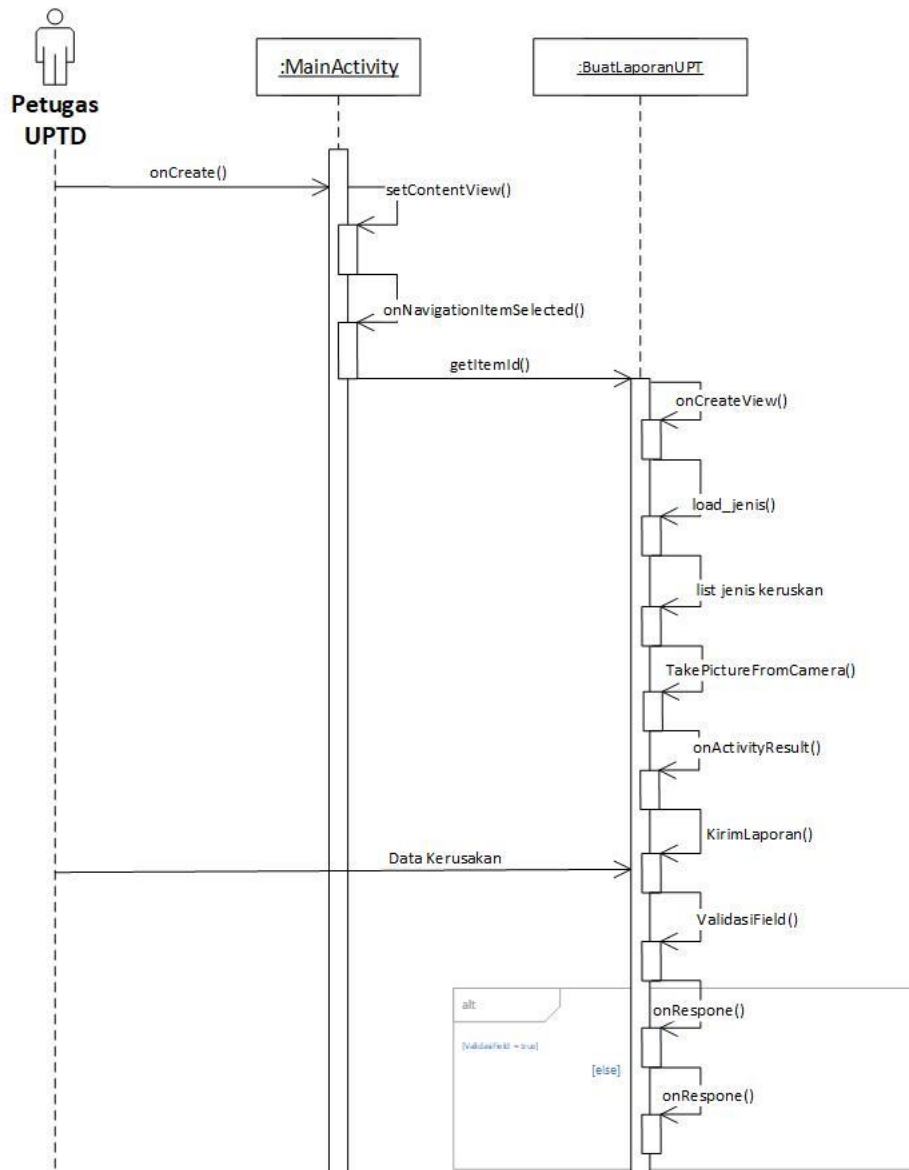 :MainActivity
:BuatLaporanUPT
Petugas
UPTD
onCreate()
setContentView()
onNavigationItemSelected()
getItemId()
onCreateView()
load_jenis()
list jenis keruskan
TakePictureFromCamera()
onActivityResult()
KirimLaporan()
Data Kerusakan
ValidasiField()
alt
onRespone()
[ValidasiField = true]
[else]
onRespone()